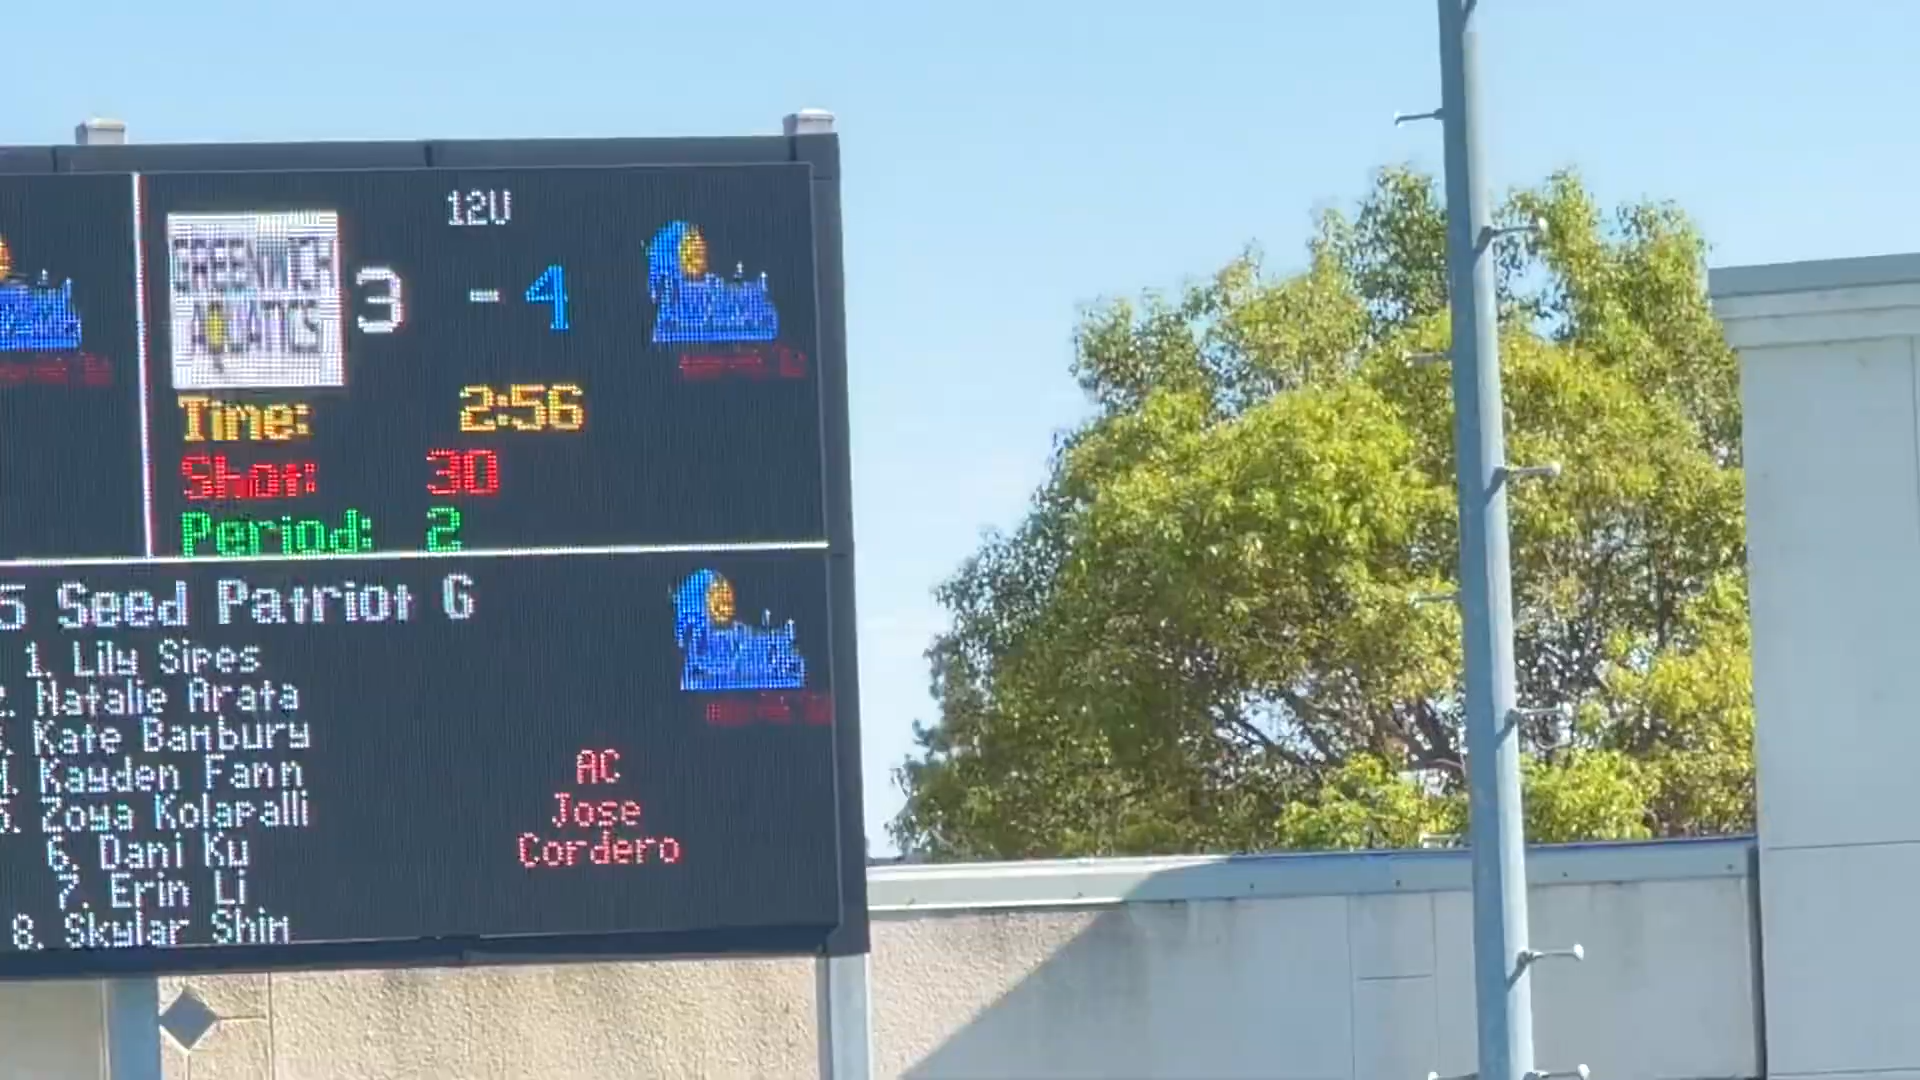 12U
GREENWICH
AQUATICS
3 - 4
Time: 2:56
Shot: 30
Period: 2
5 Seed Patriot G
1. Lily Sipes
2. Natalie Arata
3. Kate Bambury
4. Kayden Fann
5. Zoya Kolapalli
6. Dani Ku
7. Erin Li
8. Skylar Shin
AC
Jose
Cordero